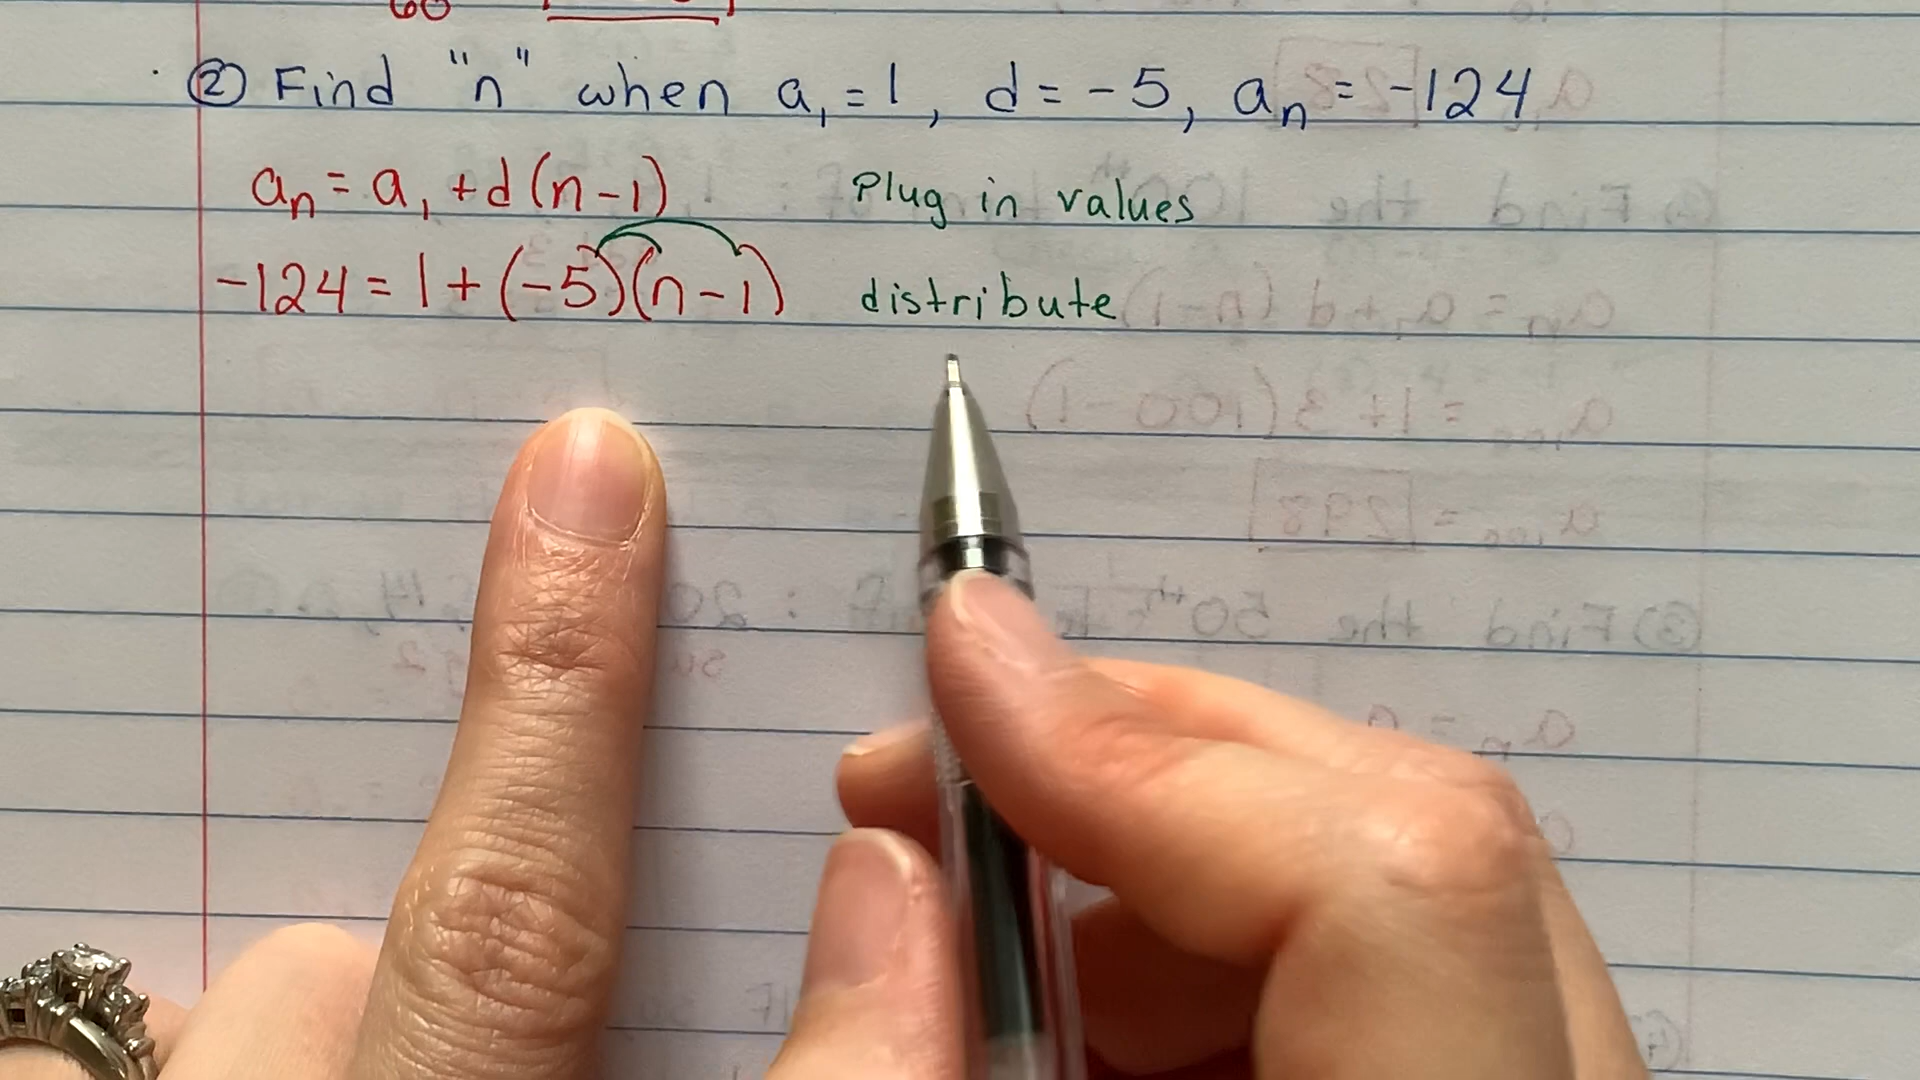 60
② Find "n" when a₁ = 1, d = -5, aₙ = -124
aₙ = a₁ + d(n-1) Plug in values
-124 = 1 + (-5)(n-1) distribute